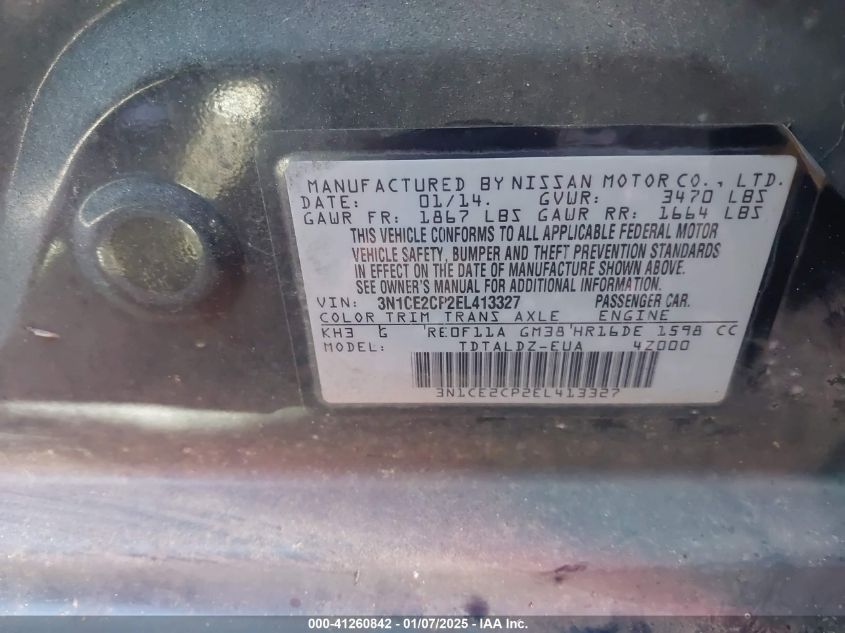 MANUFACTURED BY NISSAN MOTOR CO., LTD.
DATE: 01/14. GVWR: 3470 LBS
GAWR FR: 1867 LBS GAWR RR: 1664 LBS
THIS VEHICLE CONFORMS TO ALL APPLICABLE FEDERAL MOTOR
VEHICLE SAFETY, BUMPER AND THEFT PREVENTION STANDARDS
IN EFFECT ON THE DATE OF MANUFACTURE SHOWN ABOVE.
SEE OWNER'S MANUAL FOR ADDITIONAL INFORMATION.
VIN: 3N1CE2CP2EL413327 PASSENGER CAR.
COLOR TRIM TRANS AXLE ENGINE
KH3 G 'RE0F11A GM38'HR16DE 1598 CC
MODEL: TDTALDZ-EUA 4Z000
3N1CE2CP2EL413327
000-41260842 — 01/07/2025 — IAA Inc.